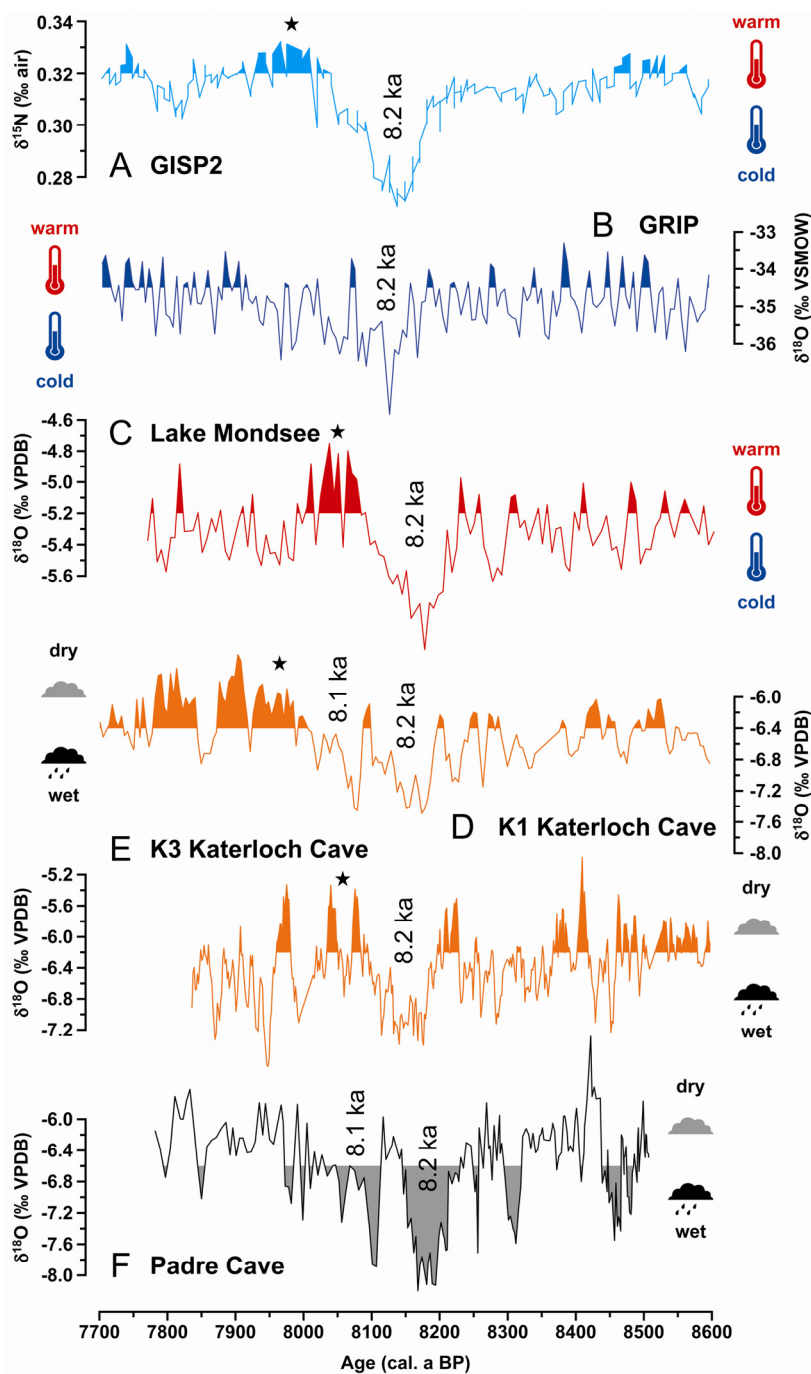 0.34
0.32
0.30
0.28
δ¹⁵N (‰ air)
★
8.2 ka
A GISP2
warm
cold
B GRIP
-33
-34
-35
-36
δ¹⁸O (‰ VSMOW)
warm
cold
8.2 ka
-4.6
-4.8
-5.0
-5.2
-5.4
-5.6
δ¹⁸O (‰ VPDB)
C Lake Mondsee ★
8.2 ka
warm
cold
dry
wet
★
8.1 ka
8.2 ka
-6.0
-6.4
-6.8
-7.2
-7.6
-8.0
δ¹⁸O (‰ VPDB)
D K1 Katerloch Cave
E K3 Katerloch Cave
-5.2
-5.6
-6.0
-6.4
-6.8
-7.2
δ¹⁸O (‰ VPDB)
★
8.2 ka
dry
wet
-6.0
-6.4
-6.8
-7.2
-7.6
-8.0
δ¹⁸O (‰ VPDB)
8.1 ka
8.2 ka
dry
wet
F Padre Cave
7700 7800 7900 8000 8100 8200 8300 8400 8500 8600
Age (cal. a BP)